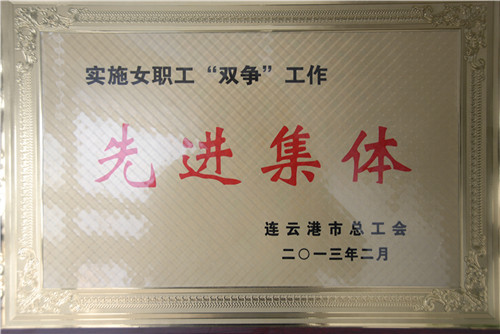 实施女职工“双争”工作
先进集体
连云港市总工会
二〇一三年二月